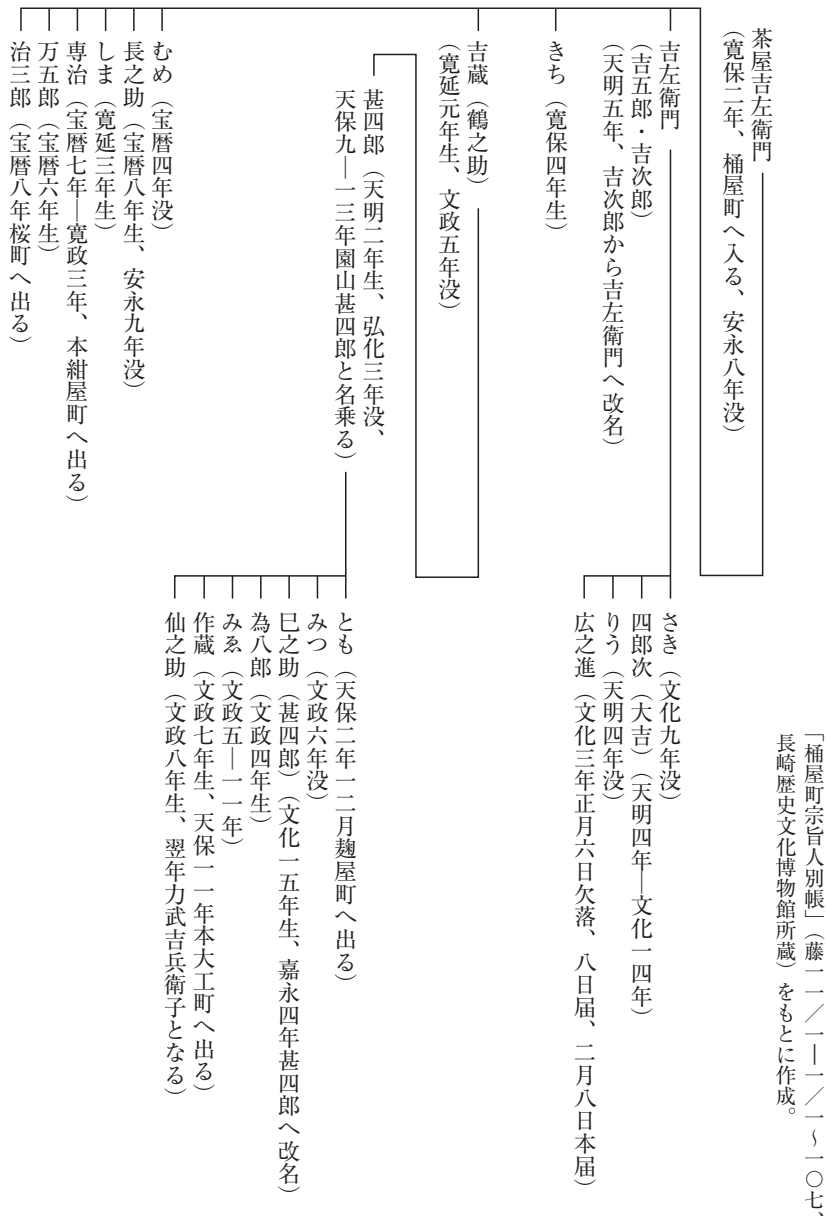 「桶屋町宗旨人別帳」（藤一一／一―一／一～一〇七、
長崎歴史文化博物館所蔵）をもとに作成。
茶屋吉左衛門
（寛保二年、桶屋町へ入る、安永八年没）
吉左衛門
（吉五郎・吉次郎）
（天明五年、吉次郎から吉左衛門へ改名）
さき（文化九年没）
四郎次（大吉）（天明四年―文化一四年）
りう（天明四年没）
広之進（文化三年正月六日欠落、八日届、二月八日本届）
きち（寛保四年生）
吉蔵（鶴之助）
（寛延元年生、文政五年没）
甚四郎（天明二年生、弘化三年没、
天保九―一三年園山甚四郎と名乗る）
とも（天保二年一二月麹屋町へ出る）
みつ（文政六年没）
巳之助（甚四郎）（文化一五年生、嘉永四年甚四郎へ改名）
為八郎（文政四年生）
みゑ（文政五―一一年）
作蔵（文政七年生、天保一一年本大工町へ出る）
仙之助（文政八年生、翌年力武吉兵衛子となる）
むめ（宝暦四年没）
長之助（宝暦八年生、安永九年没）
しま（寛延三年生）
専治（宝暦七年―寛政三年、本紺屋町へ出る）
万五郎（宝暦六年生）
治三郎（宝暦八年桜町へ出る）